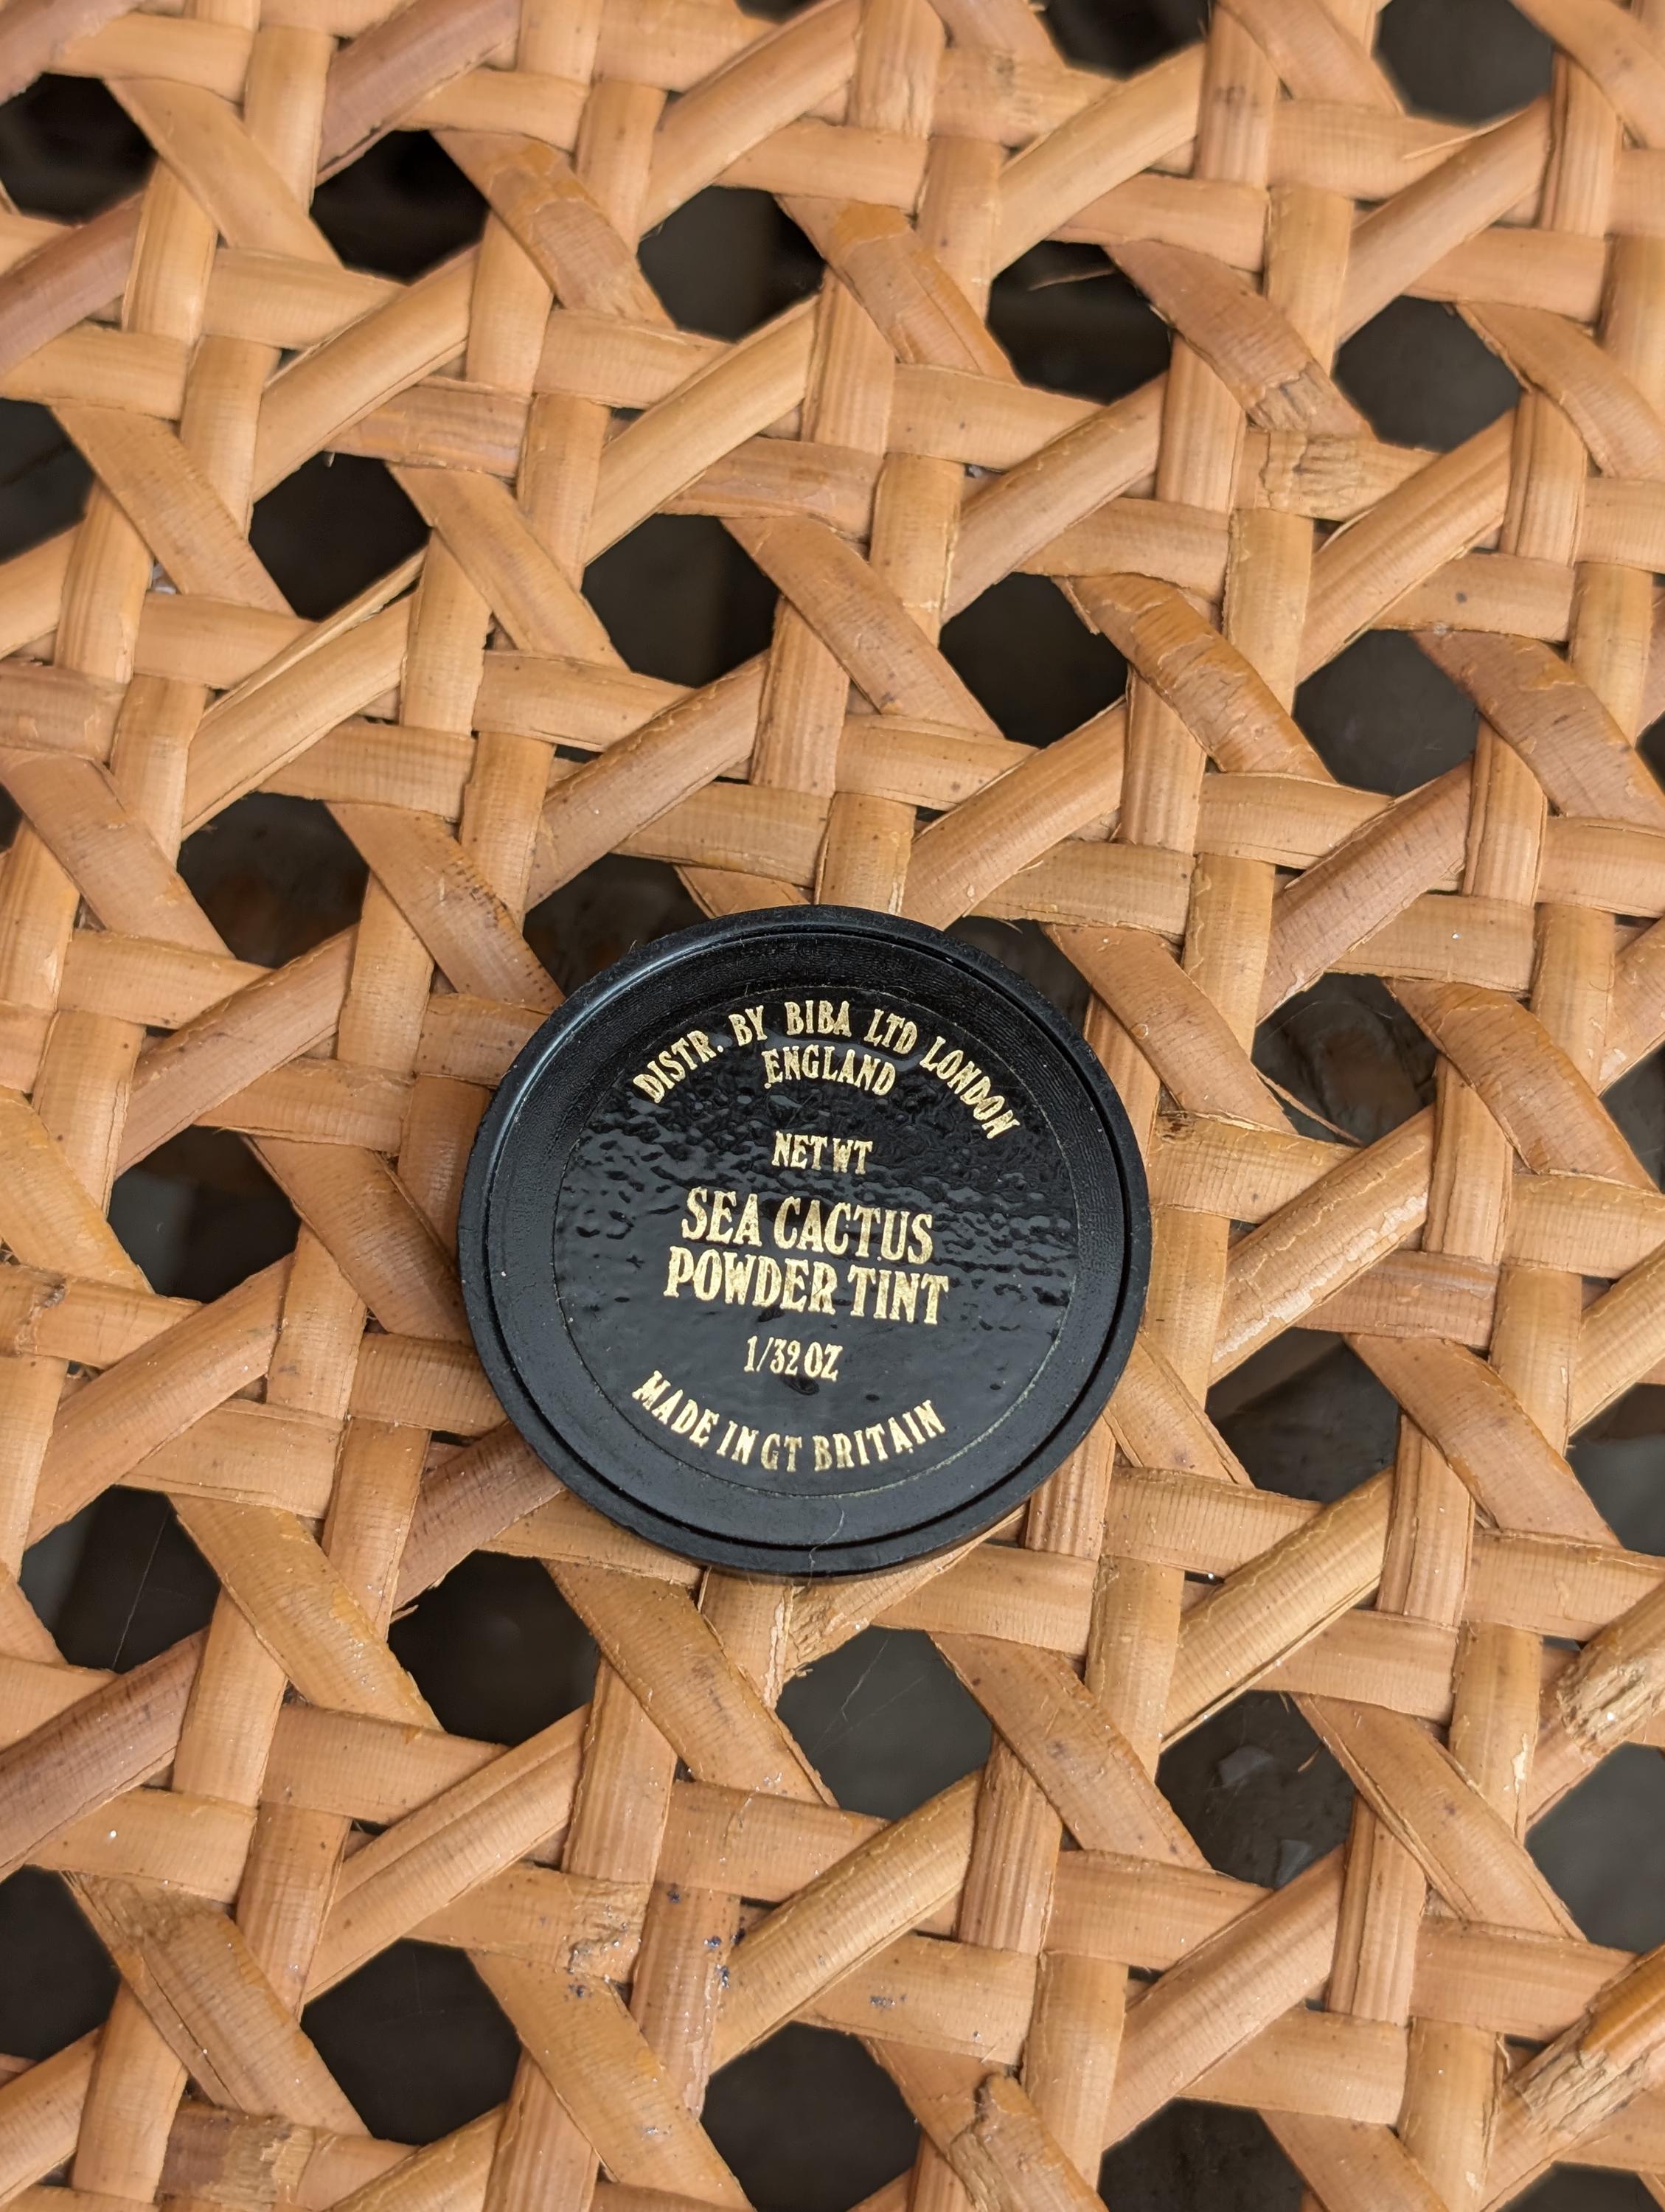 DISTR. BY BIBA LTD LONDON
ENGLAND
NET WT
SEA CACTUS
POWDER TINT
1/32 OZ
MADE IN GT BRITAIN